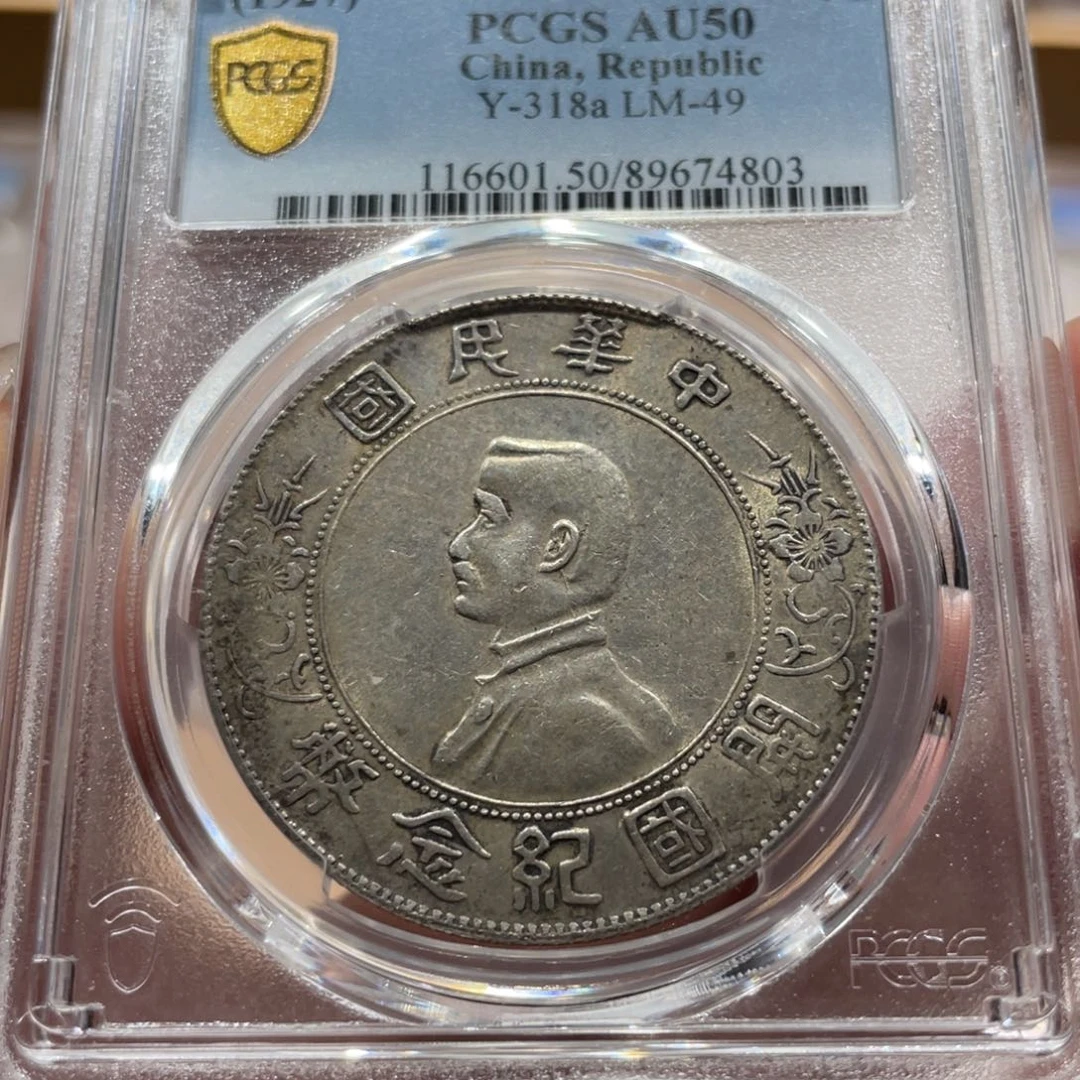 (1927)
PCGS AU50
PCGS
China, Republic
Y-318a LM-49
116601.50/89674803
中華民國
開國紀念幣
PCGS